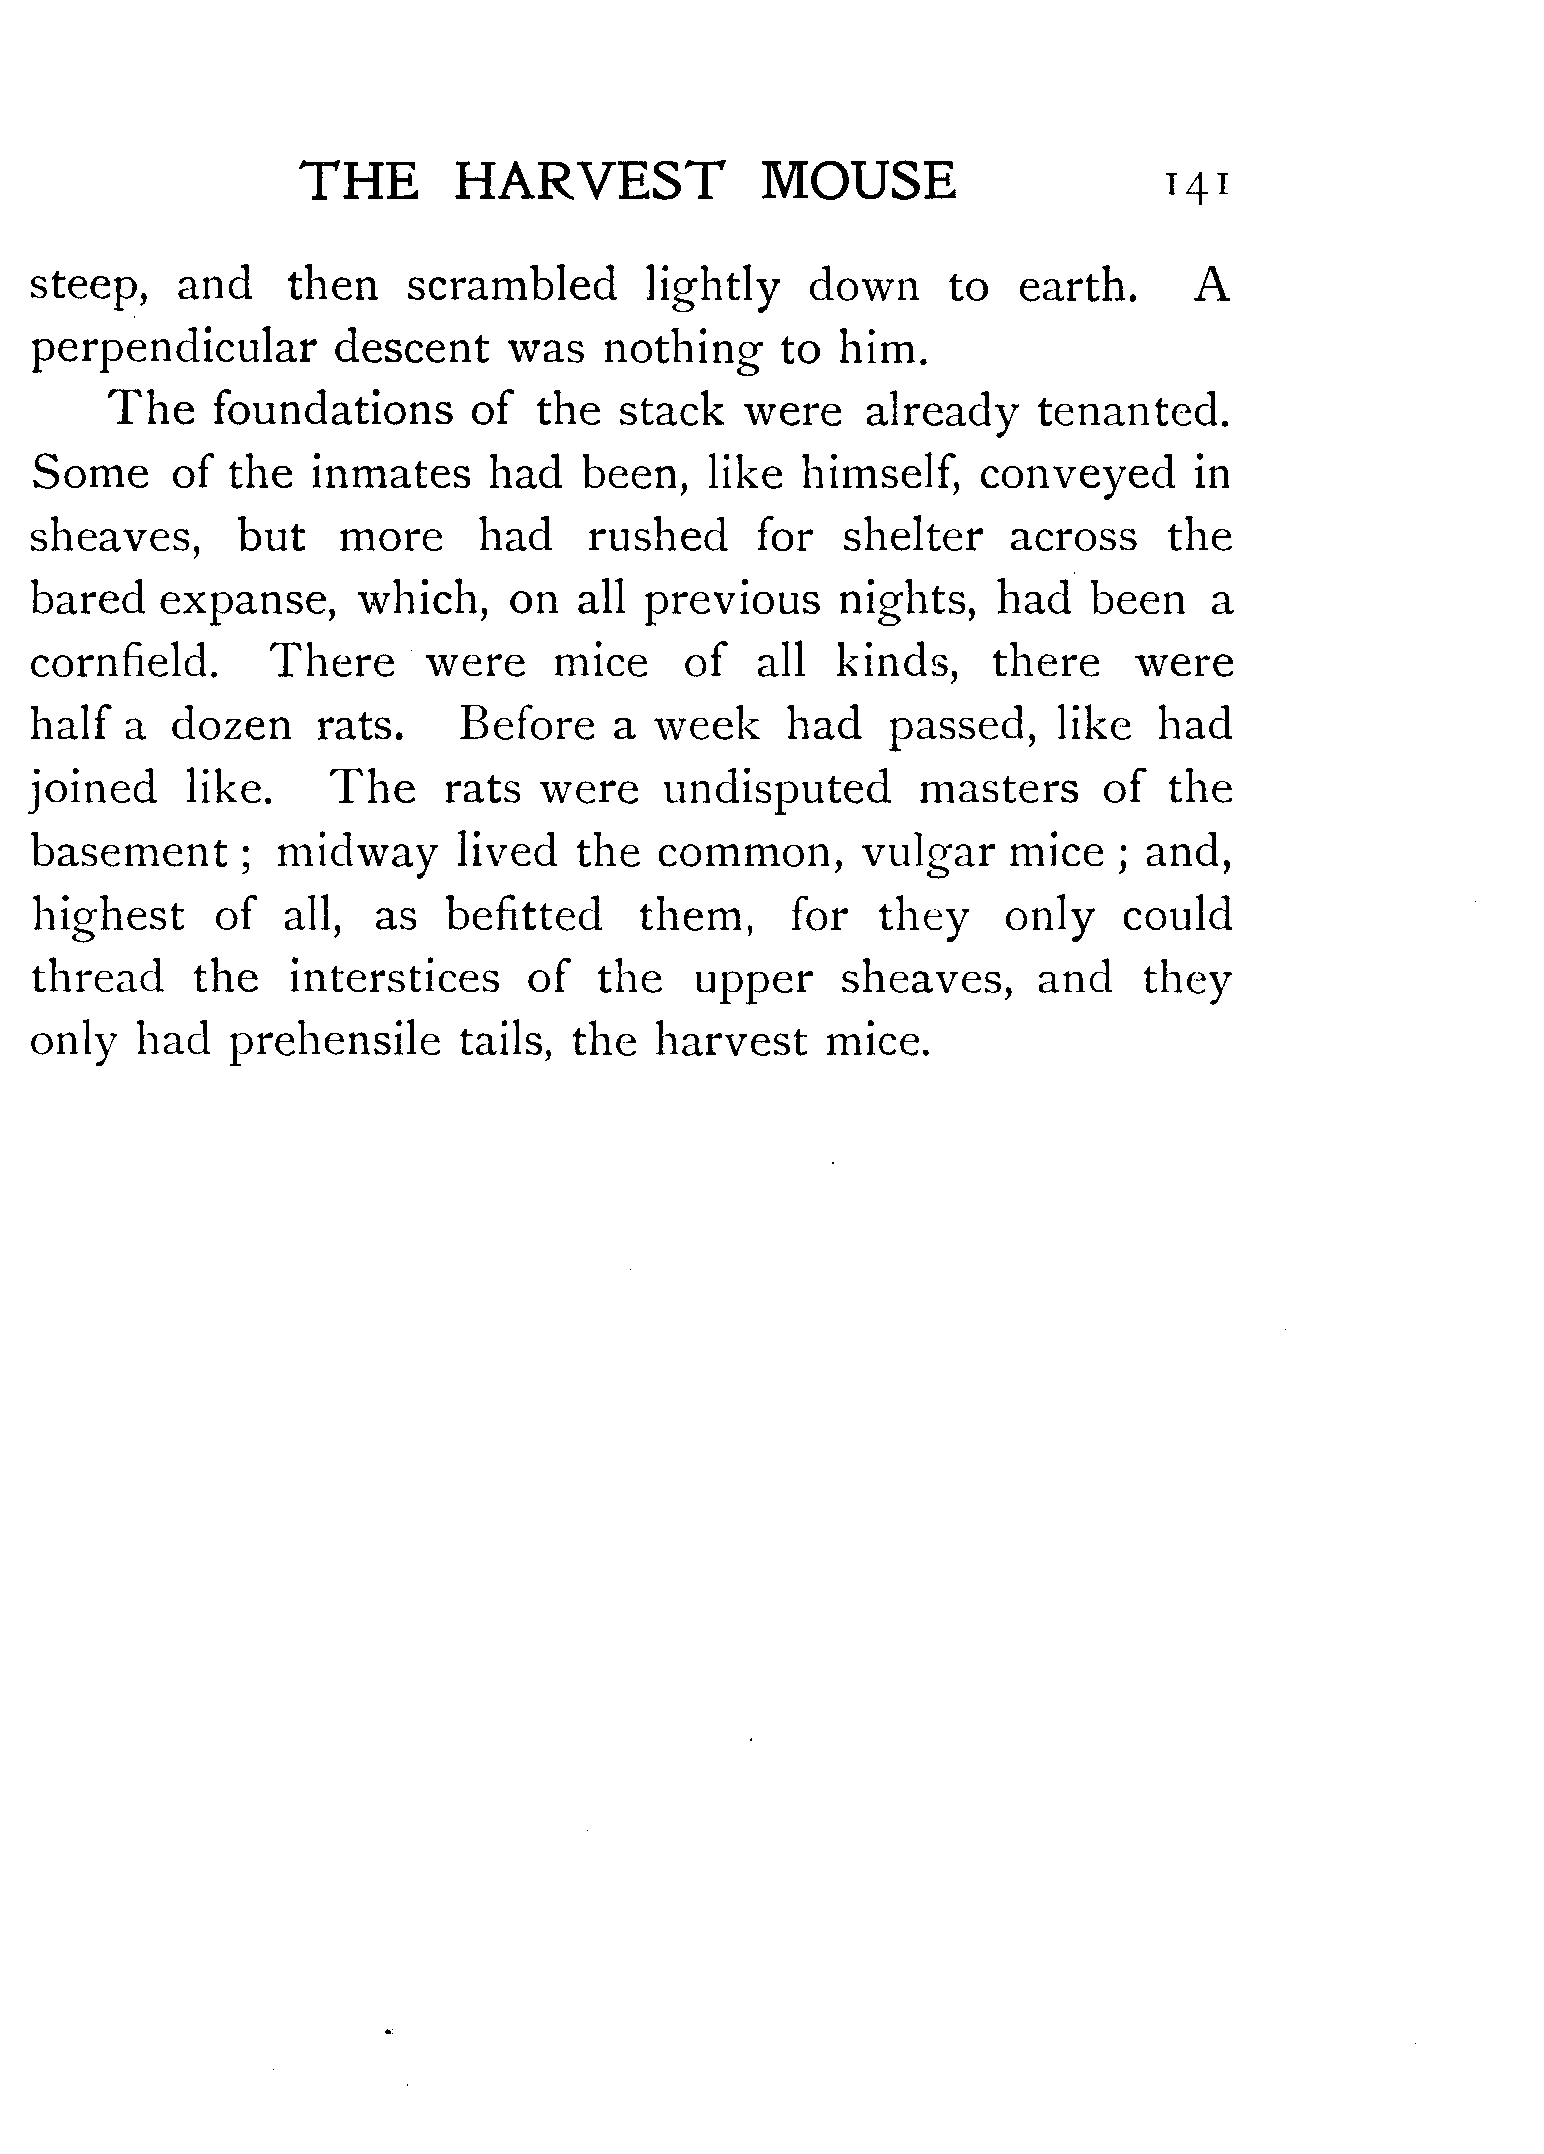 THE HARVEST MOUSE 141
steep, and then scrambled lightly down to earth. A
perpendicular descent was nothing to him.
The foundations of the stack were already tenanted.
Some of the inmates had been, like himself, conveyed in
sheaves, but more had rushed for shelter across the
bared expanse, which, on all previous nights, had been a
cornfield. There were mice of all kinds, there were
half a dozen rats. Before a week had passed, like had
joined like. The rats were undisputed masters of the
basement ; midway lived the common, vulgar mice ; and,
highest of all, as befitted them, for they only could
thread the interstices of the upper sheaves, and they
only had prehensile tails, the harvest mice.